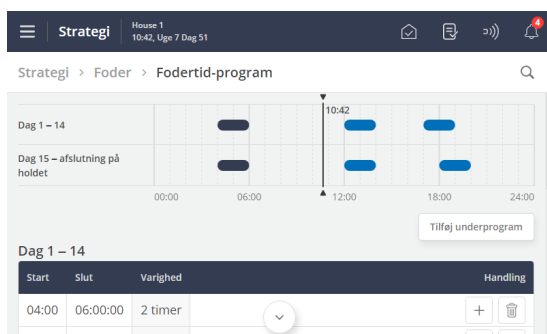 Strategi
House 1
10:42, Uge 7 Dag 51
4
Strategi > Foder > Fodertid-program
10:42
Dag 1 – 14
Dag 15 – afslutning på
holdet
00:00 06:00 12:00 18:00 24:00
Tilføj underprogram
Dag 1 – 14
Start Slut Varighed Handling
04:00 06:00:00 2 timer